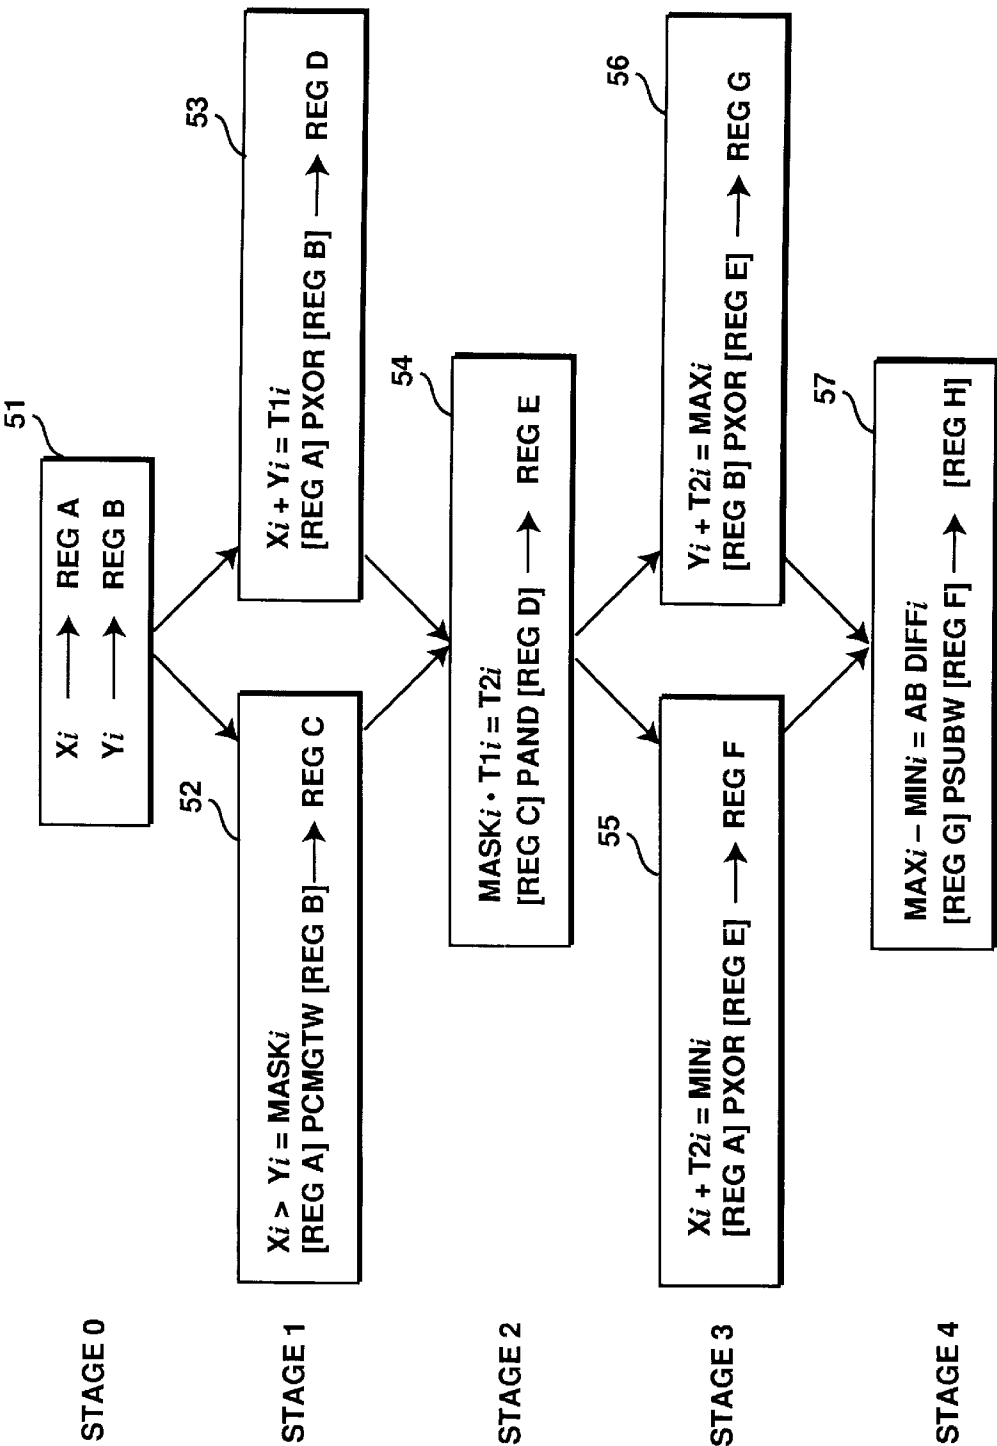 STAGE 0
51
Xi → REG A
Yi → REG B
STAGE 1
52
Xi > Yi = MASKi
[REG A] PCMGTW [REG B] → REG C
53
Xi + Yi = T1i
[REG A] PXOR [REG B] → REG D
STAGE 2
54
MASKi • T1i = T2i
[REG C] PAND [REG D] → REG E
STAGE 3
55
Xi + T2i = MINi
[REG A] PXOR [REG E] → REG F
56
Yi + T2i = MAXi
[REG B] PXOR [REG E] → REG G
STAGE 4
57
MAXi – MINi = AB DIFFi
[REG G] PSUBW [REG F] → [REG H]